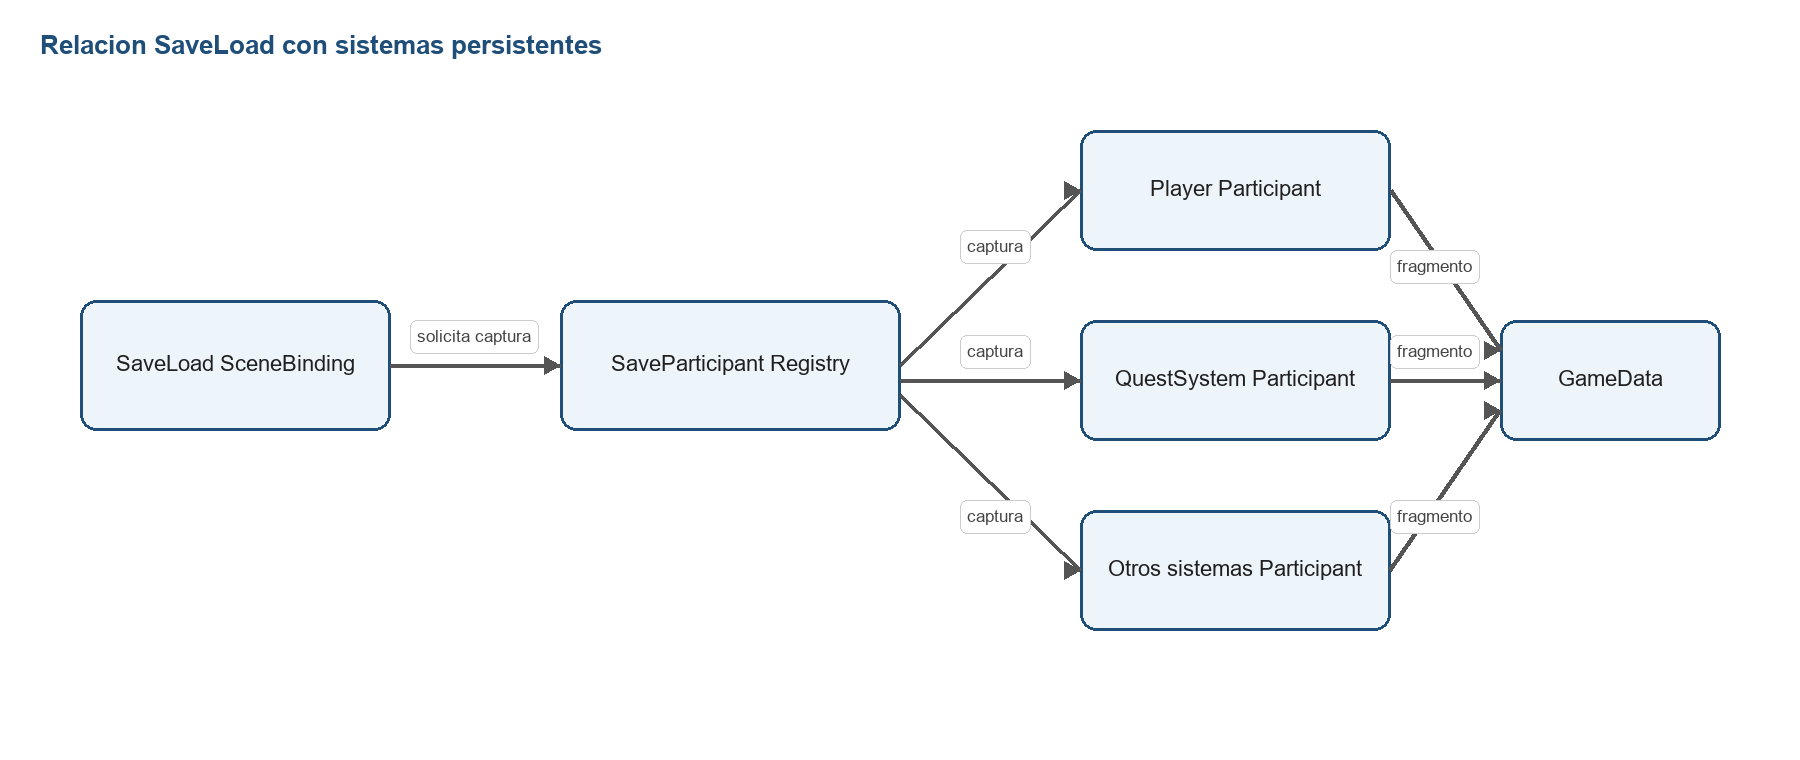 Relacion SaveLoad con sistemas persistentes
SaveLoad SceneBinding
solicita captura
SaveParticipant Registry
captura
captura
captura
Player Participant
QuestSystem Participant
Otros sistemas Participant
fragmento
fragmento
fragmento
GameData